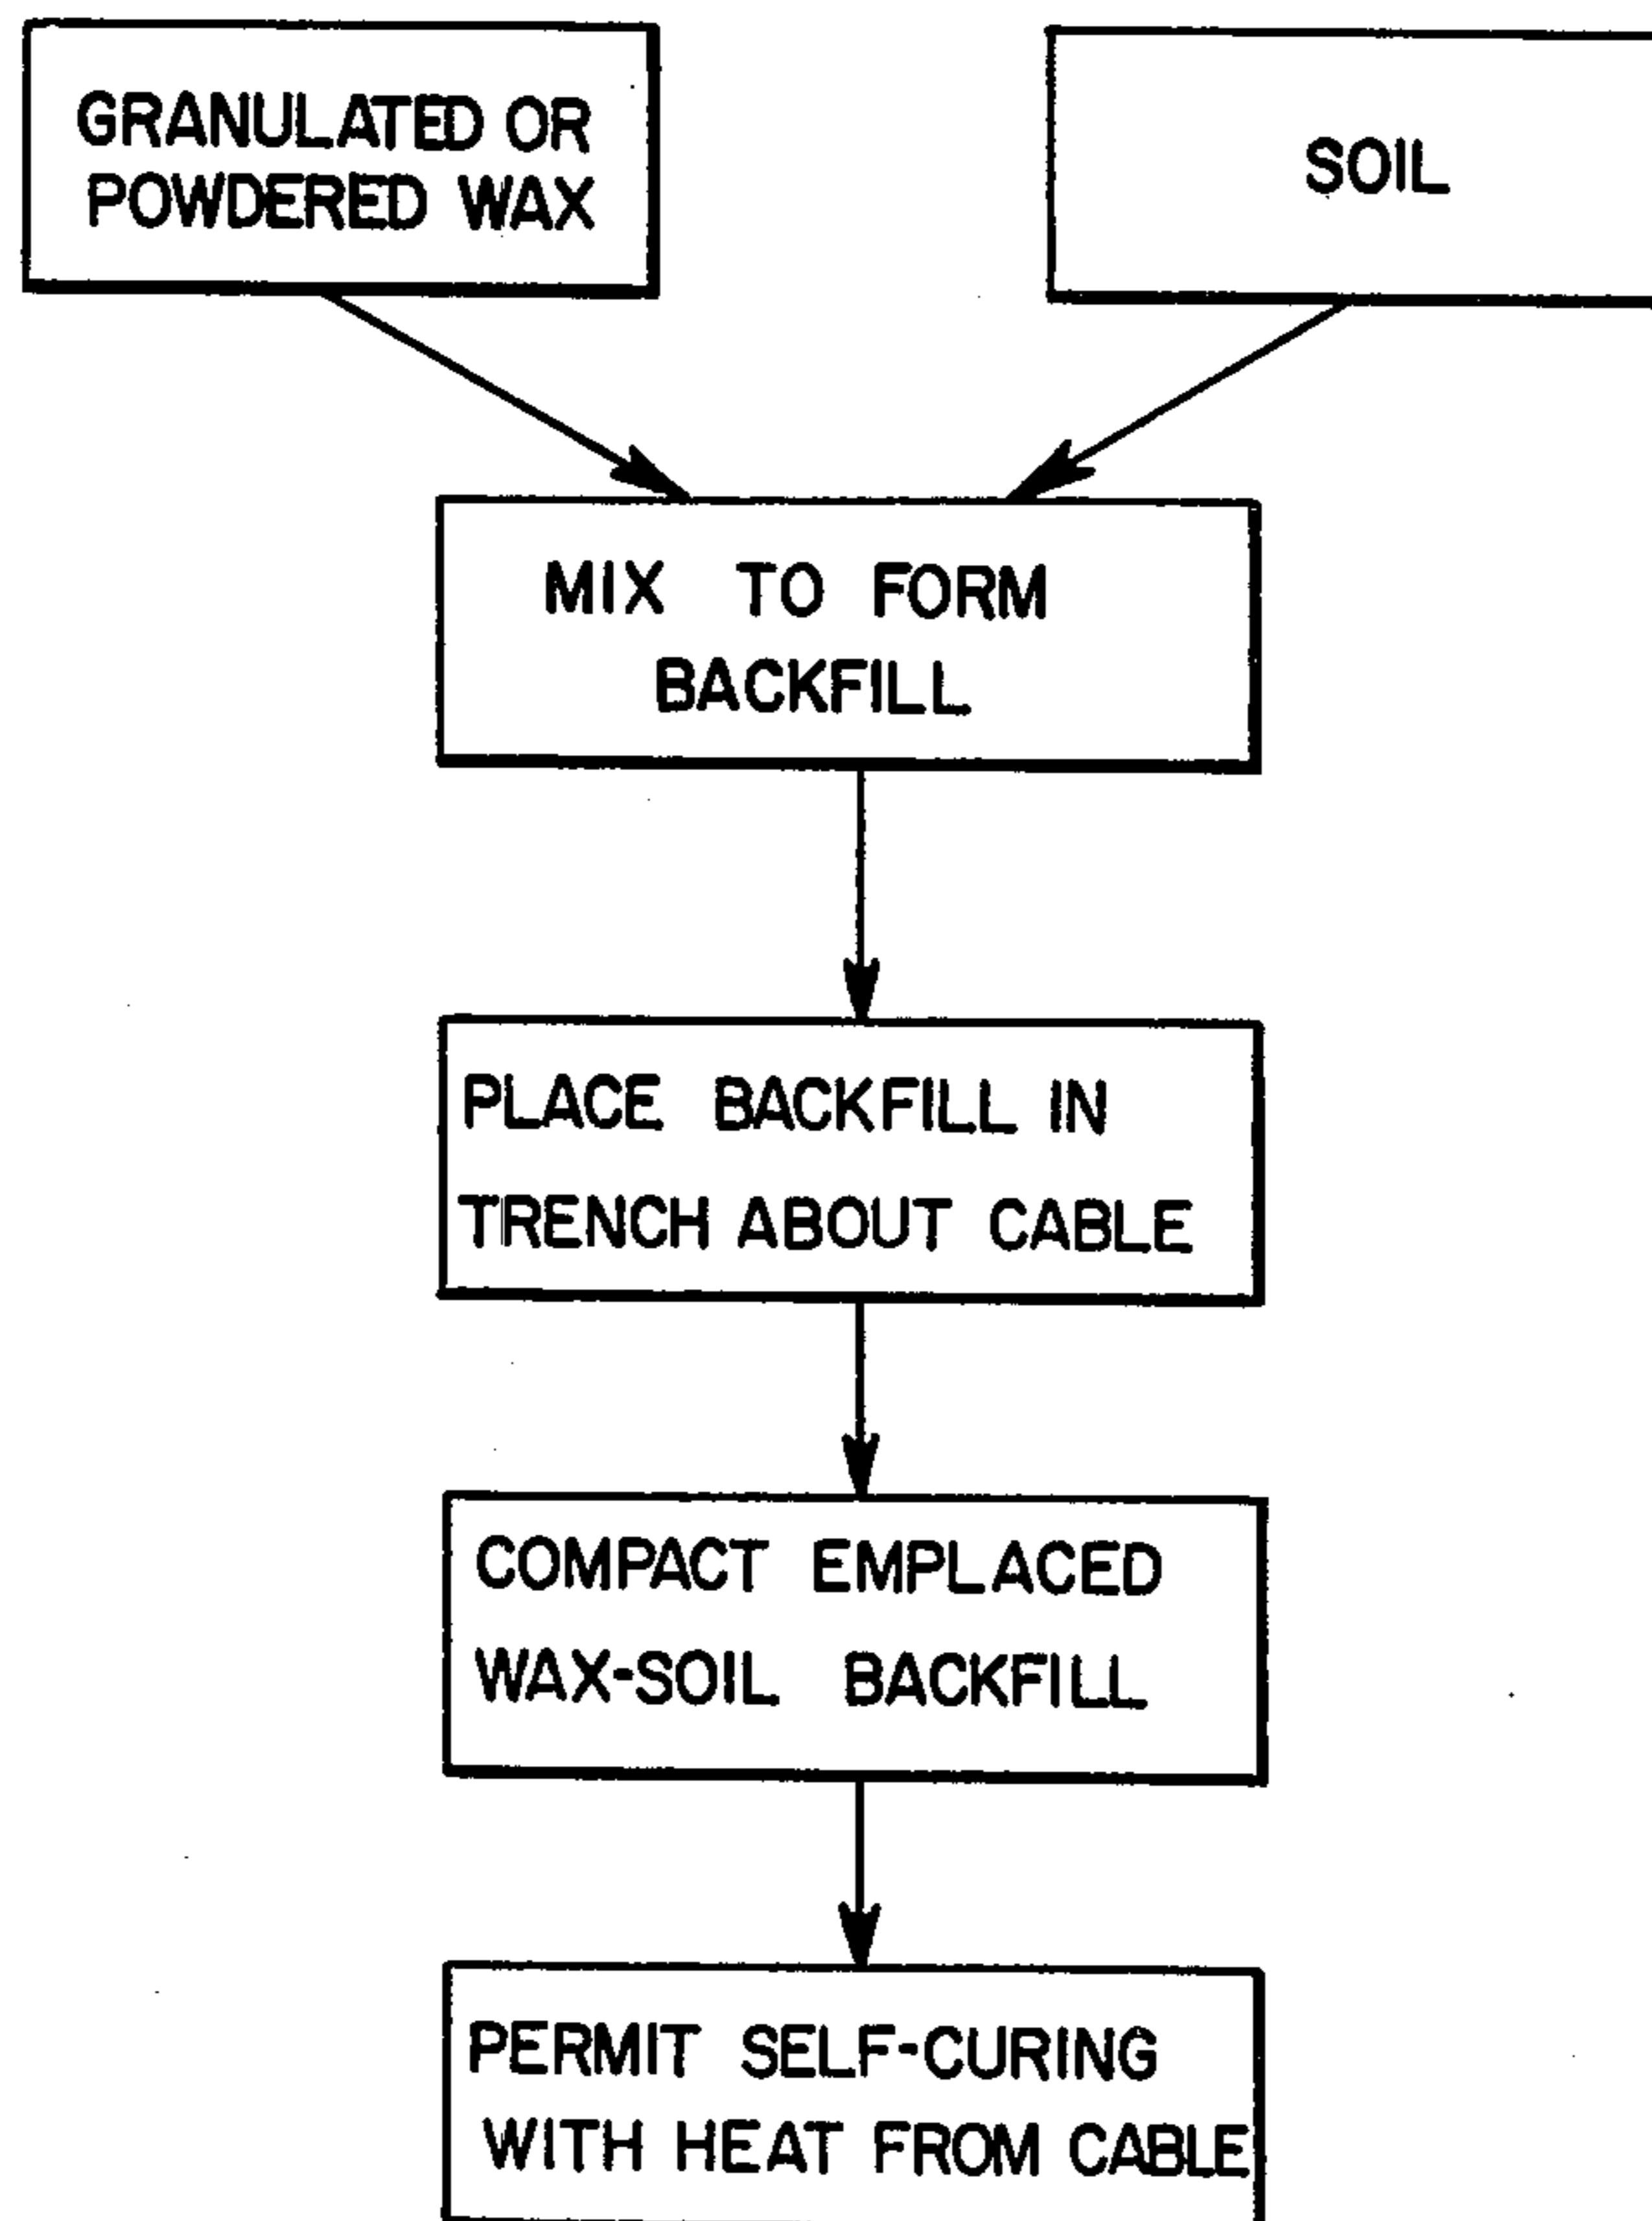 GRANULATED OR
POWDERED WAX
SOIL
MIX TO FORM
BACKFILL
PLACE BACKFILL IN
TRENCH ABOUT CABLE
COMPACT EMPLACED
WAX-SOIL BACKFILL
PERMIT SELF-CURING
WITH HEAT FROM CABLE